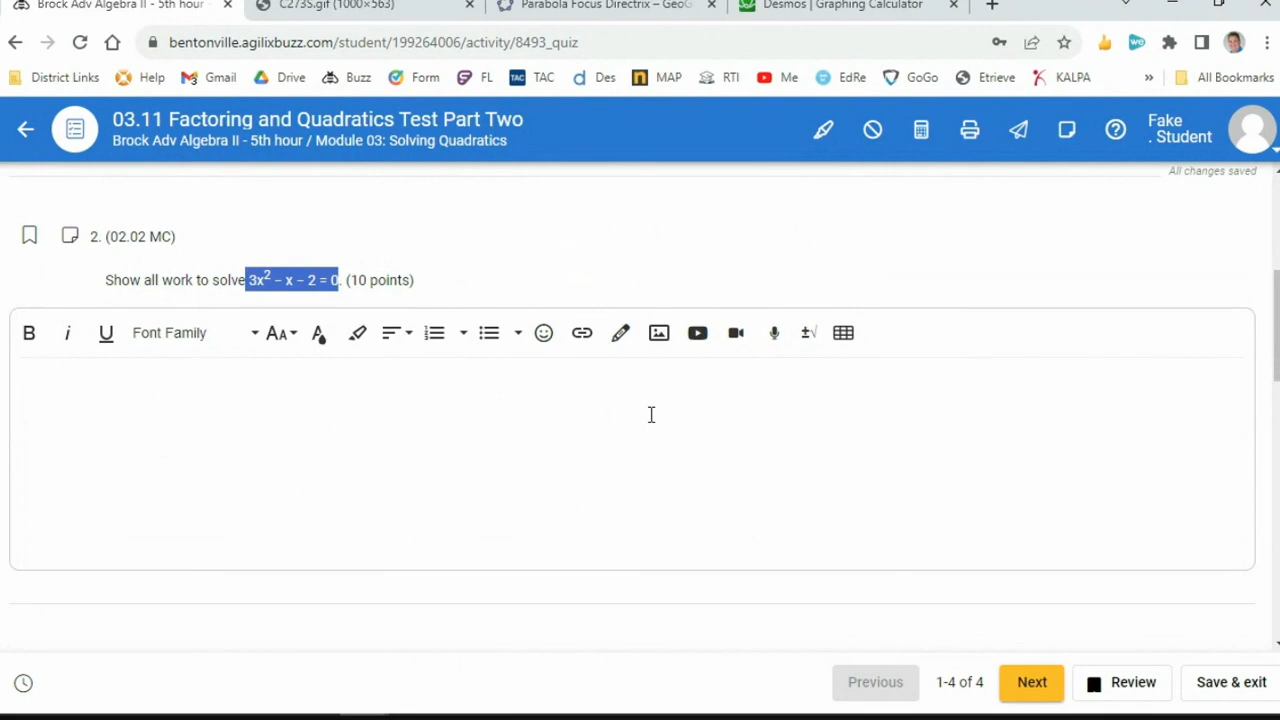 Brock Adv Algebra II - 5th hour
C273S.gif (1000×563)
Parabola Focus Directrix – GeoG
Desmos | Graphing Calculator
bentonville.agilixbuzz.com/student/199264006/activity/8493_quiz
District Links Help Gmail Drive Buzz Form FL TAC TAC Des MAP RTI Me EdRe GoGo Etrieve KALPA » All Bookmarks
03.11 Factoring and Quadratics Test Part Two
Brock Adv Algebra II - 5th hour / Module 03: Solving Quadratics
Fake
. Student
All changes saved
2. (02.02 MC)
Show all work to solve 3x² – x – 2 = 0. (10 points)
B i U Font Family AA A
Previous 1-4 of 4 Next Review Save & exit